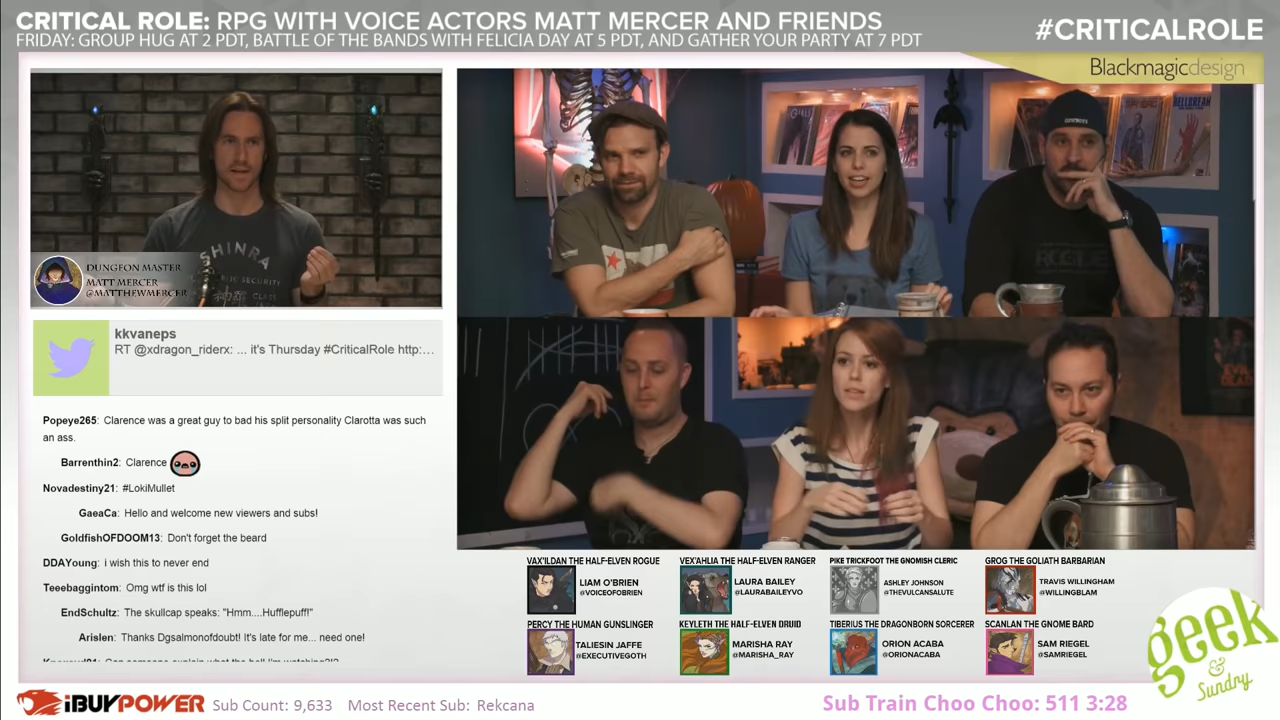 CRITICAL ROLE: RPG WITH VOICE ACTORS MATT MERCER AND FRIENDS
FRIDAY: GROUP HUG AT 2 PDT, BATTLE OF THE BANDS WITH FELICIA DAY AT 5 PDT, AND GATHER YOUR PARTY AT 7 PDT
#CRITICALROLE
Blackmagicdesign
SHINRA
DUNGEON MASTER
MATT MERCER
@MATTHEWMERCER
kkvaneps
RT @xdragon_riderx: ... it's Thursday #CriticalRole http:...
Popeye265: Clarence was a great guy to bad his split personality Clarotta was such
an ass.
Barrenthin2: Clarence
Novadestiny21: #LokiMullet
GaeaCa: Hello and welcome new viewers and subs!
GoldfishOFDOOM13: Don't forget the beard
DDAYoung: i wish this to never end
Teeebaggintom: Omg wtf is this lol
EndSchultz: The skullcap speaks: "Hmm....Hufflepuff!"
Arislen: Thanks Dgsalmonofdoubt! It's late for me... need one!
VAX'ILDAN THE HALF-ELVEN ROGUE
LIAM O'BRIEN
@VOICEOFOBRIEN
VEX'AHLIA THE HALF-ELVEN RANGER
LAURA BAILEY
@LAURABAILEYVO
PIKE TRICKFOOT THE GNOMISH CLERIC
ASHLEY JOHNSON
@THEVULCANSALUTE
GROG THE GOLIATH BARBARIAN
TRAVIS WILLINGHAM
@WILLINGBLAM
PERCY THE HUMAN GUNSLINGER
TALIESIN JAFFE
@EXECUTIVEGOTH
KEYLETH THE HALF-ELVEN DRUID
MARISHA RAY
@MARISHA_RAY
TIBERIUS THE DRAGONBORN SORCERER
ORION ACABA
@ORIONACABA
SCANLAN THE GNOME BARD
SAM RIEGEL
@SAMRIEGEL
geek
&
Sundry
iBUYPOWER
Sub Count: 9,633 Most Recent Sub: Rekcana
Sub Train Choo Choo: 511 3:28